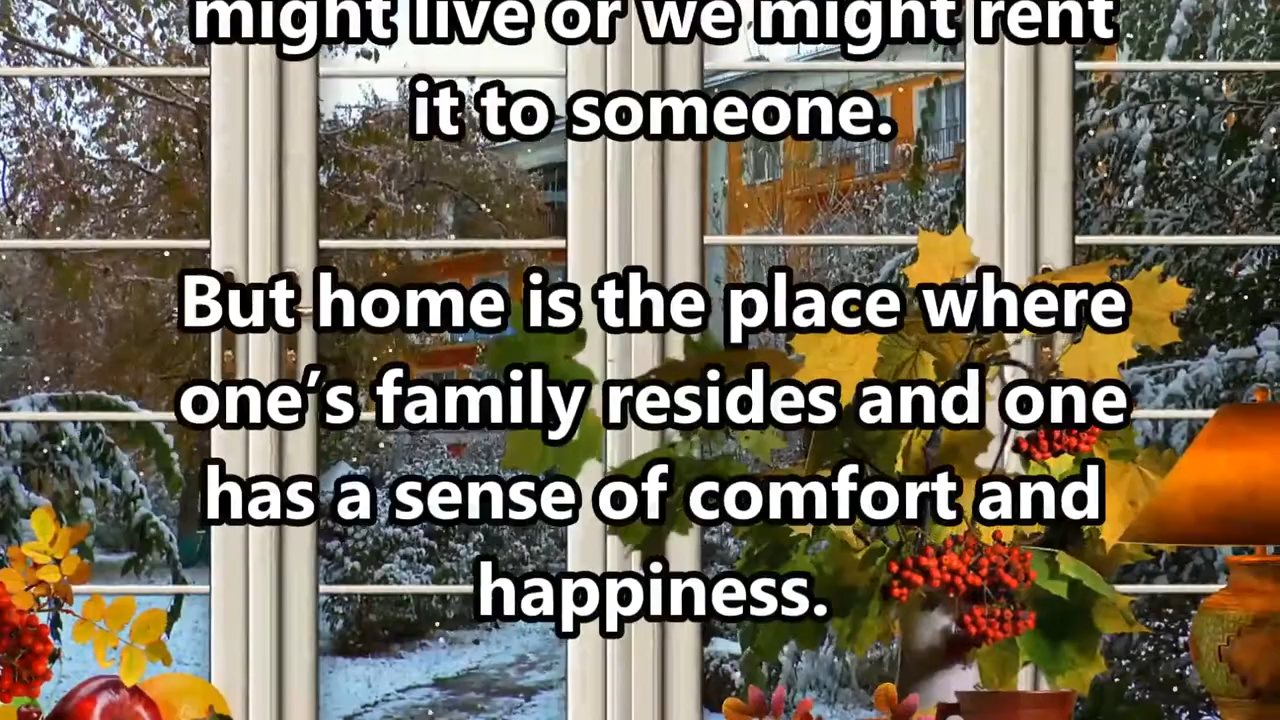 might live or we might rent
it to someone.
But home is the place where
one’s family resides and one
has a sense of comfort and
happiness.